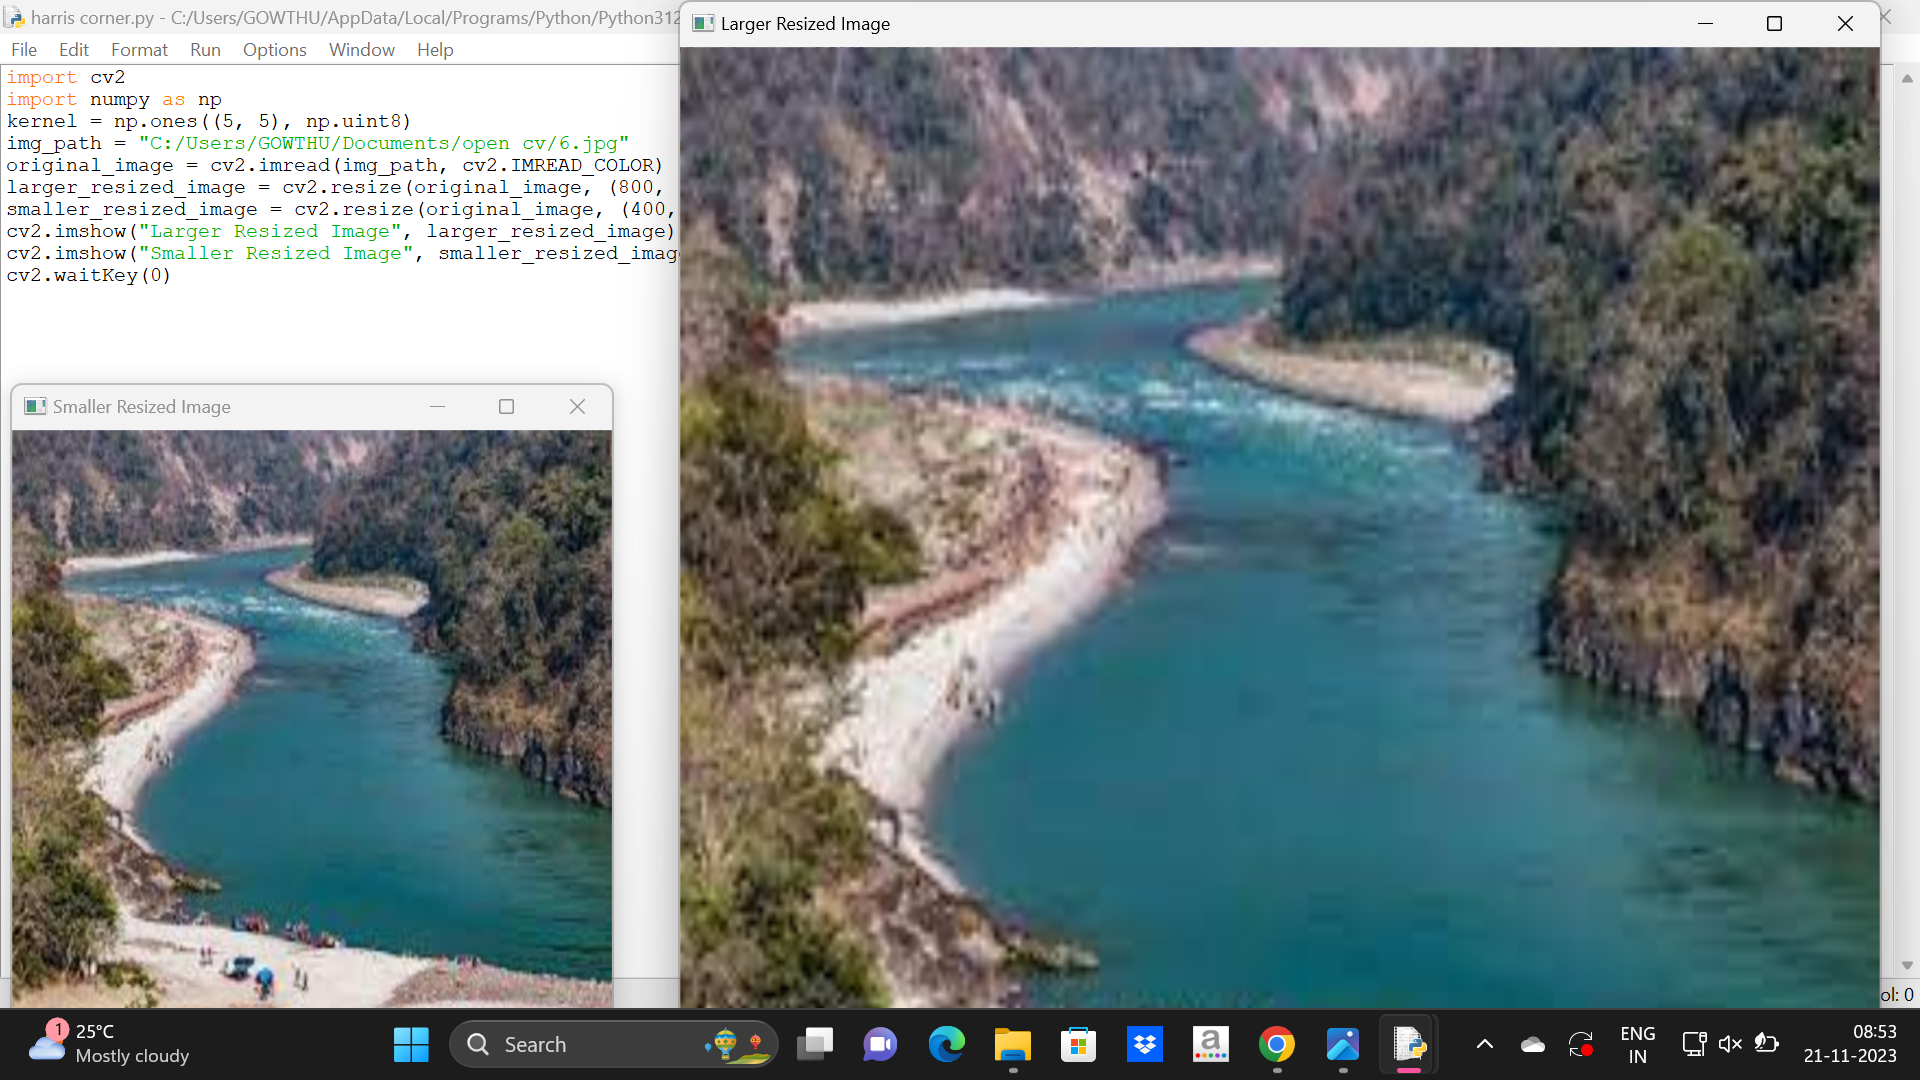 harris corner.py - C:/Users/GOWTHU/AppData/Local/Programs/Python/Python312
File Edit Format Run Options Window Help
import cv2
import numpy as np
kernel = np.ones((5, 5), np.uint8)
img_path = "C:/Users/GOWTHU/Documents/open cv/6.jpg"
original_image = cv2.imread(img_path, cv2.IMREAD_COLOR)
larger_resized_image = cv2.resize(original_image, (800,
smaller_resized_image = cv2.resize(original_image, (400,
cv2.imshow("Larger Resized Image", larger_resized_image)
cv2.imshow("Smaller Resized Image", smaller_resized_imag
cv2.waitKey(0)
Smaller Resized Image
Larger Resized Image
ol: 0
1
25°C
Mostly cloudy
Search
a
ENG
IN
08:53
21-11-2023